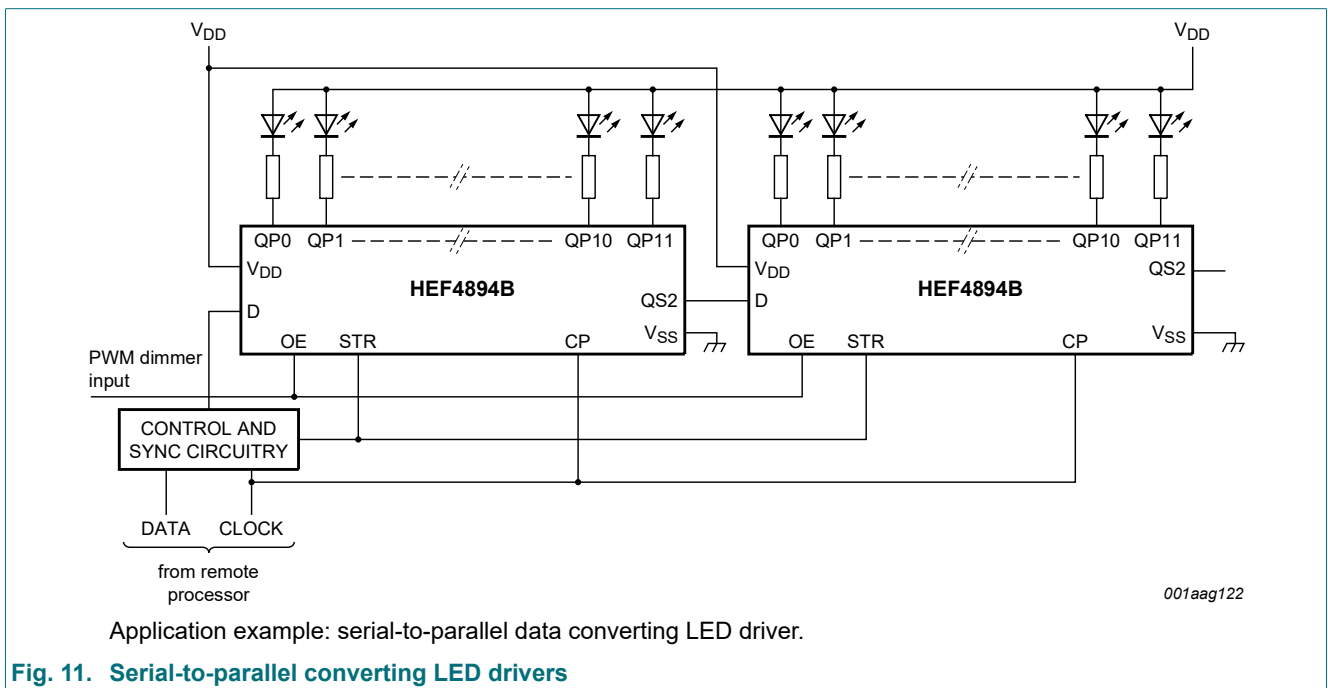 VDD VDD
QP0 QP1 QP10 QP11 QP0 QP1 QP10 QP11
VDD VDD QS2
HEF4894B HEF4894B
D QS2 D
VSS VSS
OE STR CP OE STR CP
PWM dimmer
input
CONTROL AND
SYNC CIRCUITRY
DATA CLOCK
from remote
processor
001aag122
Application example: serial-to-parallel data converting LED driver.
Fig. 11. Serial-to-parallel converting LED drivers